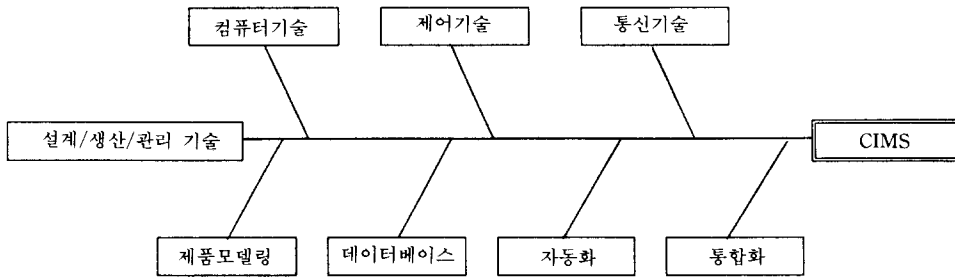 컴퓨터기술
제어기술
통신기술
설계/생산/관리 기술
CIMS
제품모델링
데이터베이스
자동화
통합화